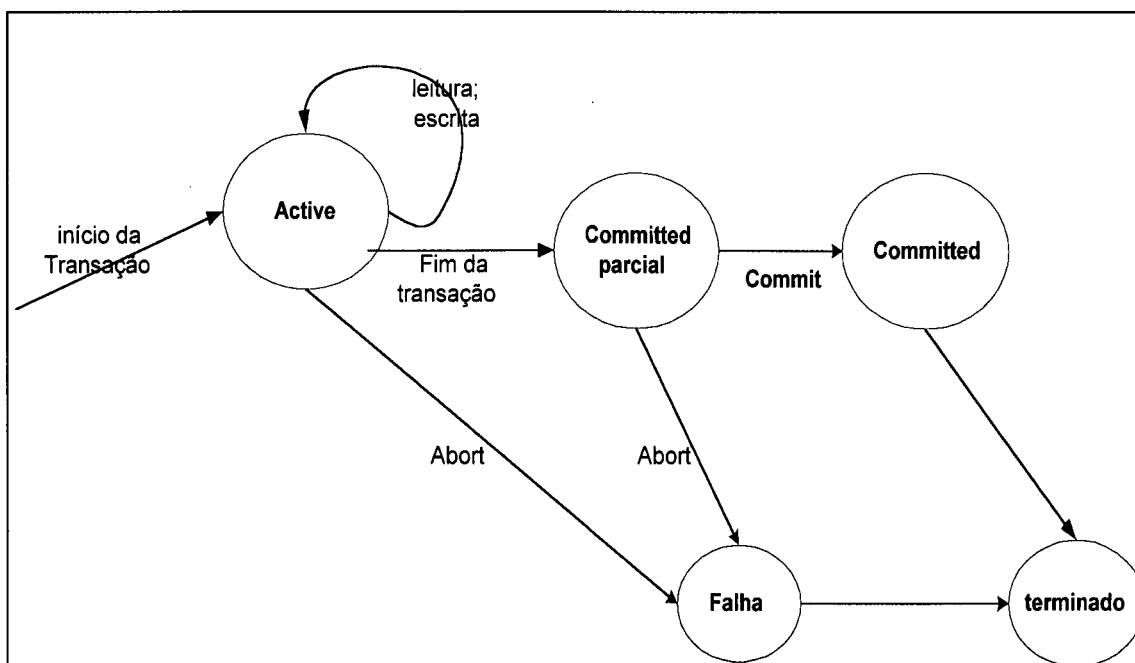 leitura;
escrita
Active
início da
Transação
Fim da
transação
Committed
parcial
Commit
Committed
Abort
Abort
Falha
terminado